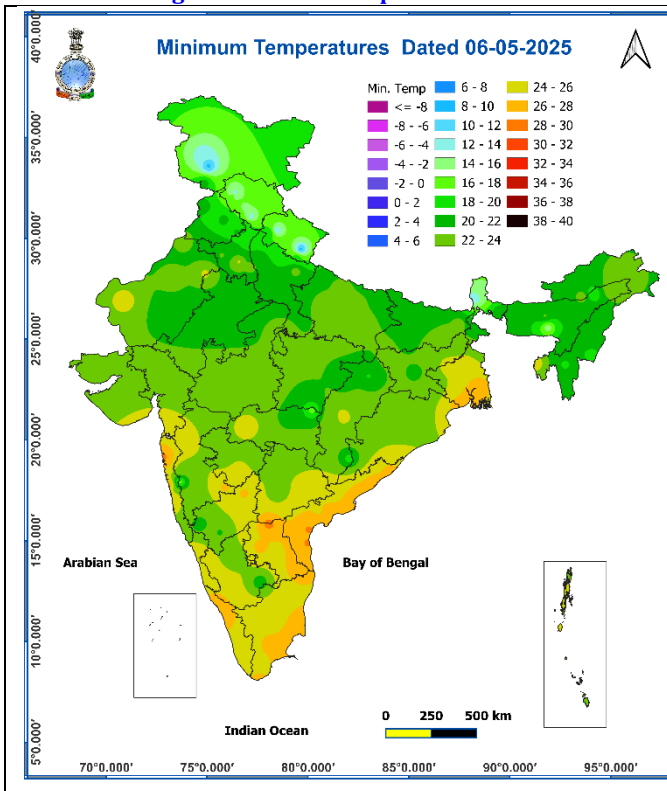 Minimum Temperatures Dated 06-05-2025
Min. Temp
<= -8
-8 - -6
-6 - -4
-4 - -2
-2 - 0
0 - 2
2 - 4
4 - 6
6 - 8
8 - 10
10 - 12
12 - 14
14 - 16
16 - 18
18 - 20
20 - 22
22 - 24
24 - 26
26 - 28
28 - 30
30 - 32
32 - 34
34 - 36
36 - 38
38 - 40
40°0.000'
35°0.000'
30°0.000'
25°0.000'
20°0.000'
15°0.000'
10°0.000'
5°0.000'
Arabian Sea
Bay of Bengal
Indian Ocean
0 250 500 km
70°0.000' 75°0.000' 80°0.000' 85°0.000' 90°0.000' 95°0.000'